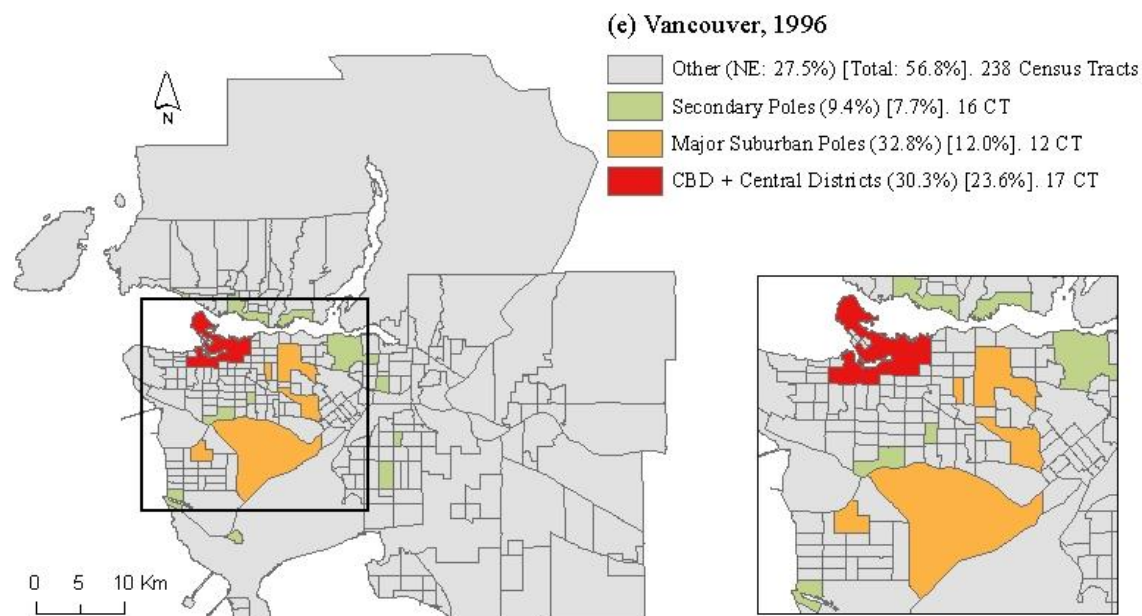 (e) Vancouver, 1996
Other (NE: 27.5%) [Total: 56.8%]. 238 Census Tracts
Secondary Poles (9.4%) [7.7%]. 16 CT
Major Suburban Poles (32.8%) [12.0%]. 12 CT
CBD + Central Districts (30.3%) [23.6%]. 17 CT
N
0 5 10 Km